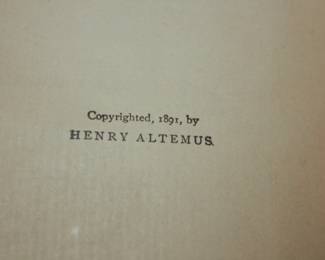 Copyrighted, 1891, by
HENRY ALTEMUS.